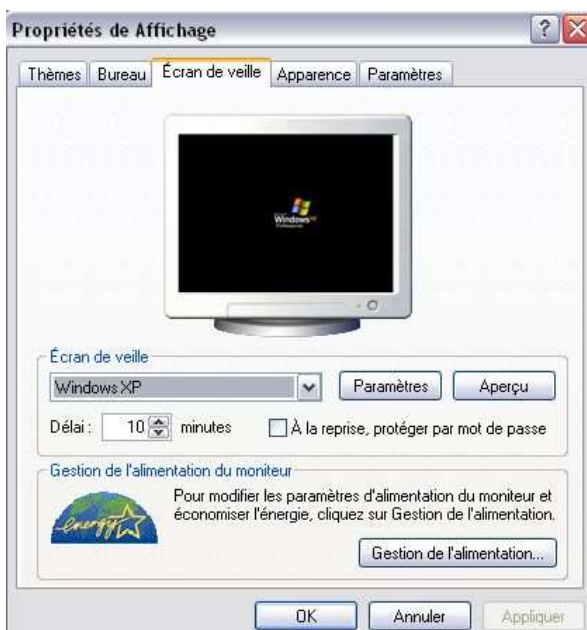 Propriétés de Affichage
Thèmes Bureau Écran de veille Apparence Paramètres
Windows
Écran de veille
Windows XP Paramètres Aperçu
Délai : 10 minutes À la reprise, protéger par mot de passe
Gestion de l'alimentation du moniteur
Pour modifier les paramètres d'alimentation du moniteur et
économiser l'énergie, cliquez sur Gestion de l'alimentation.
energy
Gestion de l'alimentation...
OK Annuler Appliquer